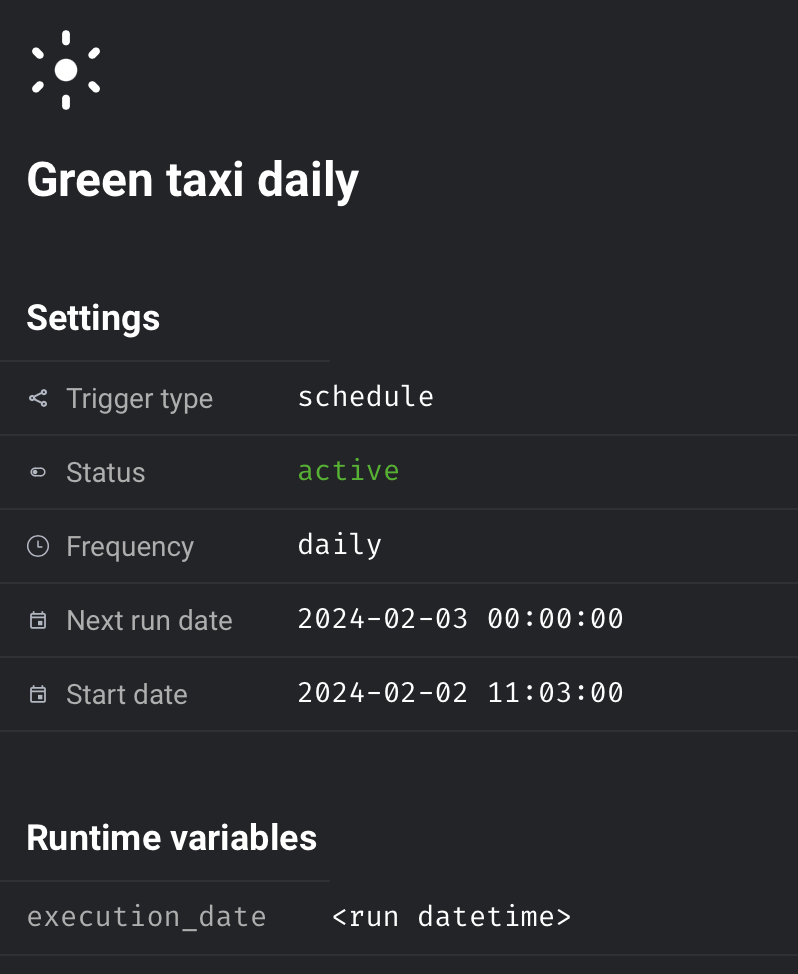 Green taxi daily
Settings
Trigger type schedule
Status active
Frequency daily
Next run date 2024-02-03 00:00:00
Start date 2024-02-02 11:03:00
Runtime variables
execution_date <run datetime>